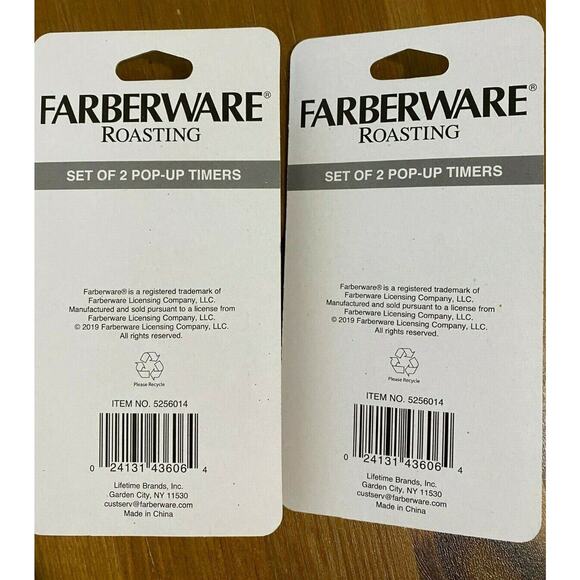 FARBERWARE®
ROASTING
SET OF 2 POP-UP TIMERS
Farberware® is a registered trademark of
Farberware Licensing Company, LLC.
Manufactured and sold pursuant to a license from
Farberware Licensing Company, LLC.
© 2019 Farberware Licensing Company, LLC.
All rights reserved.
Please Recycle
ITEM NO. 5256014
0 24131 43606 4
Lifetime Brands, Inc.
Garden City, NY 11530
custserv@farberware.com
Made in China
FARBERWARE®
ROASTING
SET OF 2 POP-UP TIMERS
Farberware® is a registered trademark of
Farberware Licensing Company, LLC.
Manufactured and sold pursuant to a license from
Farberware Licensing Company, LLC.
© 2019 Farberware Licensing Company, LLC.
All rights reserved.
Please Recycle
ITEM NO. 5256014
0 24131 43606 4
Lifetime Brands, Inc.
Garden City, NY 11530
custserv@farberware.com
Made in China